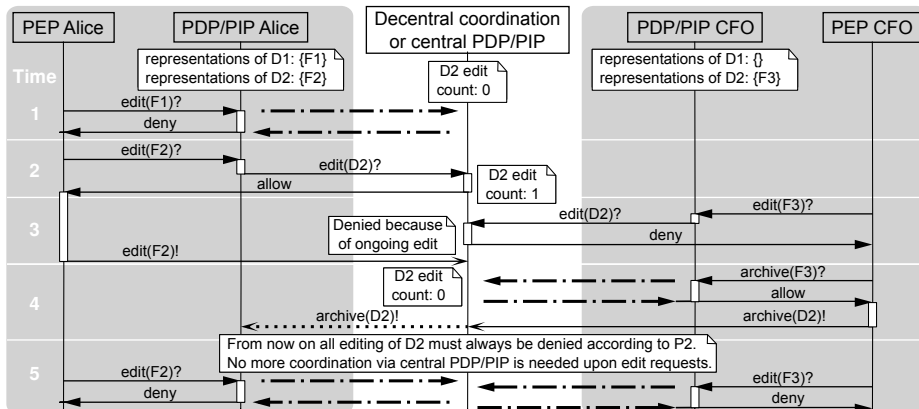 PEP Alice
PDP/PIP Alice
Decentral coordination
or central PDP/PIP
PDP/PIP CFO
PEP CFO
representations of D1: {F1}
representations of D2: {F2}
representations of D1: {}
representations of D2: {F3}
D2 edit
count: 0
Time
1
edit(F1)?
deny
2
edit(F2)?
edit(D2)?
allow
D2 edit
count: 1
3
edit(F3)?
edit(D2)?
Denied because
of ongoing edit
deny
edit(F2)!
4
D2 edit
count: 0
archive(F3)?
allow
archive(D2)!
archive(D2)!
From now on all editing of D2 must always be denied according to P2.
No more coordination via central PDP/PIP is needed upon edit requests.
5
edit(F2)?
deny
edit(F3)?
deny